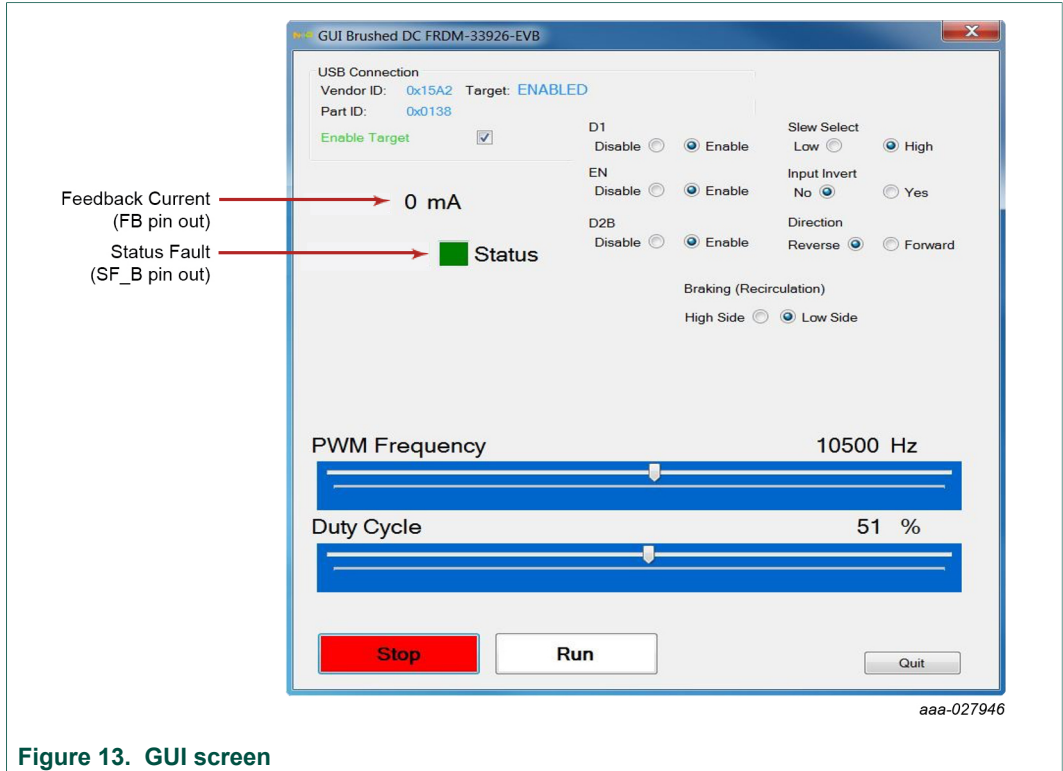 GUI Brushed DC FRDM-33926-EVB
USB Connection
Vendor ID: 0x15A2 Target: ENABLED
Part ID: 0x0138
Enable Target
D1
Disable Enable
EN
Disable Enable
D2B
Disable Enable
Slew Select
Low High
Input Invert
No Yes
Direction
Reverse Forward
Braking (Recirculation)
High Side Low Side
Feedback Current
(FB pin out)
0 mA
Status Fault
(SF_B pin out)
Status
PWM Frequency 10500 Hz
Duty Cycle 51 %
Stop Run Quit
aaa-027946
Figure 13. GUI screen